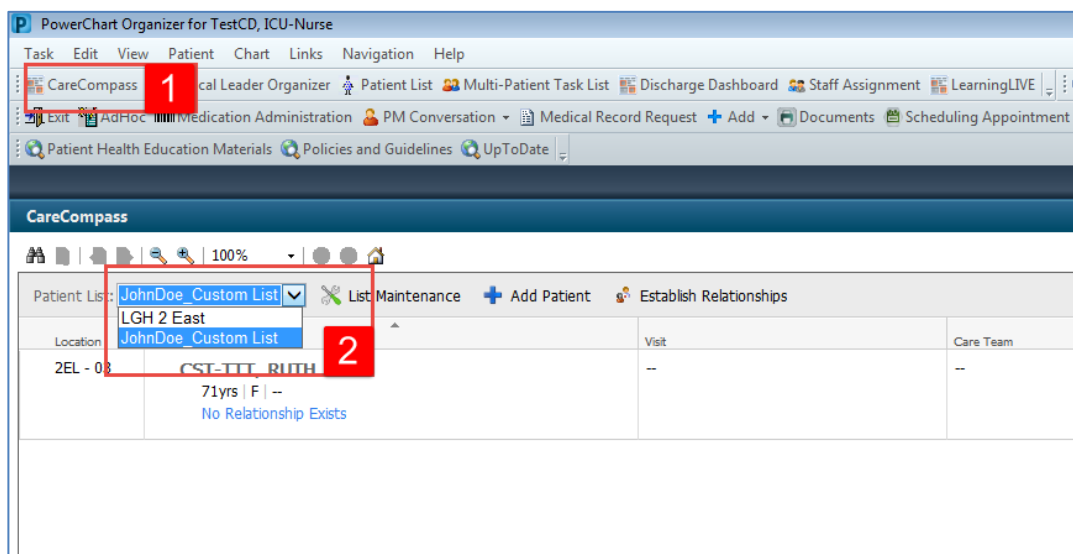 PowerChart Organizer for TestCD, ICU-Nurse
Task Edit View Patient Chart Links Navigation Help
CareCompass 1 cal Leader Organizer Patient List Multi-Patient Task List Discharge Dashboard Staff Assignment LearningLIVE
Exit AdHoc Medication Administration PM Conversation Medical Record Request Add Documents Scheduling Appointment
Patient Health Education Materials Policies and Guidelines UpToDate
CareCompass
100%
Patient List: JohnDoe_Custom List List Maintenance Add Patient Establish Relationships
LGH 2 East
JohnDoe_Custom List 2
Location Visit Care Team
2EL - 03 CST-TTT, RUTH -- --
71yrs | F | --
No Relationship Exists